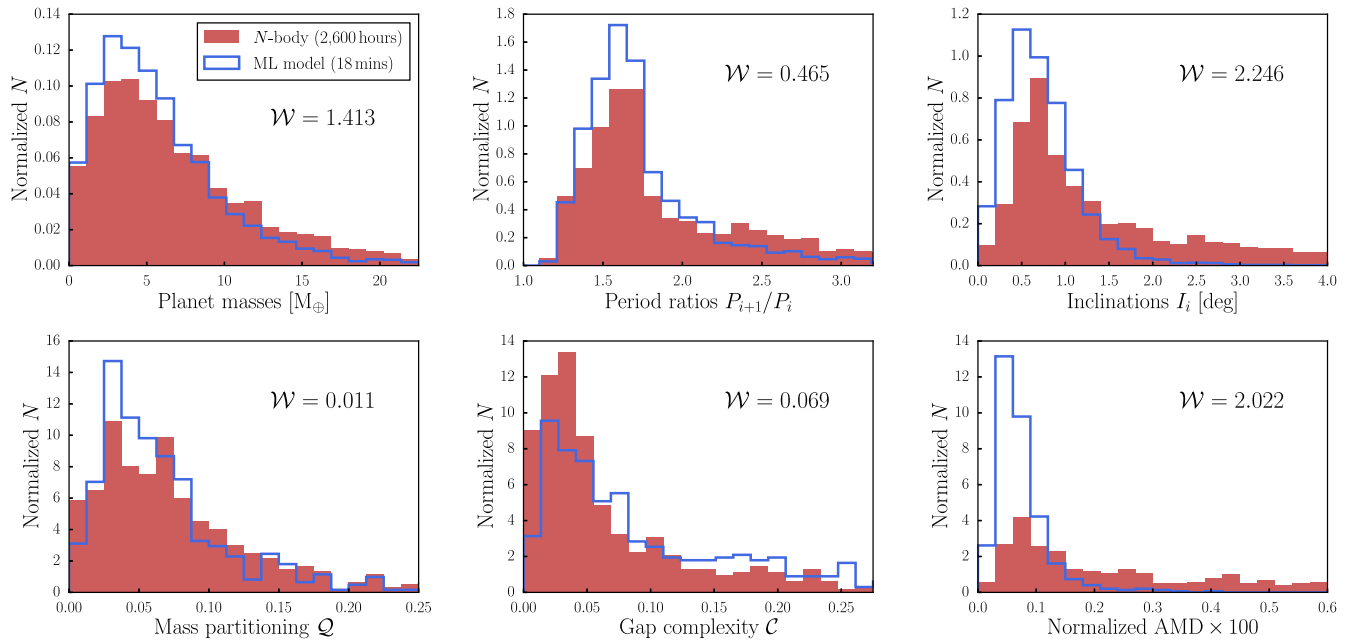 0.14
0.12
0.10
0.08
0.06
0.04
0.02
0.00
Normalized N
N-body (2,600 hours)
ML model (18 mins)
𝒲 = 1.413
0 5 10 15 20
Planet masses [M⊕]
1.8
1.6
1.4
1.2
1.0
0.8
0.6
0.4
0.2
0.0
Normalized N
𝒲 = 0.465
1.0 1.5 2.0 2.5 3.0
Period ratios P_{i+1}/P_i
1.2
1.0
0.8
0.6
0.4
0.2
0.0
Normalized N
𝒲 = 2.246
0.0 0.5 1.0 1.5 2.0 2.5 3.0 3.5 4.0
Inclinations I_i [deg]
16
14
12
10
8
6
4
2
0
Normalized N
𝒲 = 0.011
0.00 0.05 0.10 0.15 0.20 0.25
Mass partitioning 𝒬
14
12
10
8
6
4
2
0
Normalized N
𝒲 = 0.069
0.00 0.05 0.10 0.15 0.20 0.25
Gap complexity 𝒞
14
12
10
8
6
4
2
0
Normalized N
𝒲 = 2.022
0.0 0.1 0.2 0.3 0.4 0.5 0.6
Normalized AMD × 100